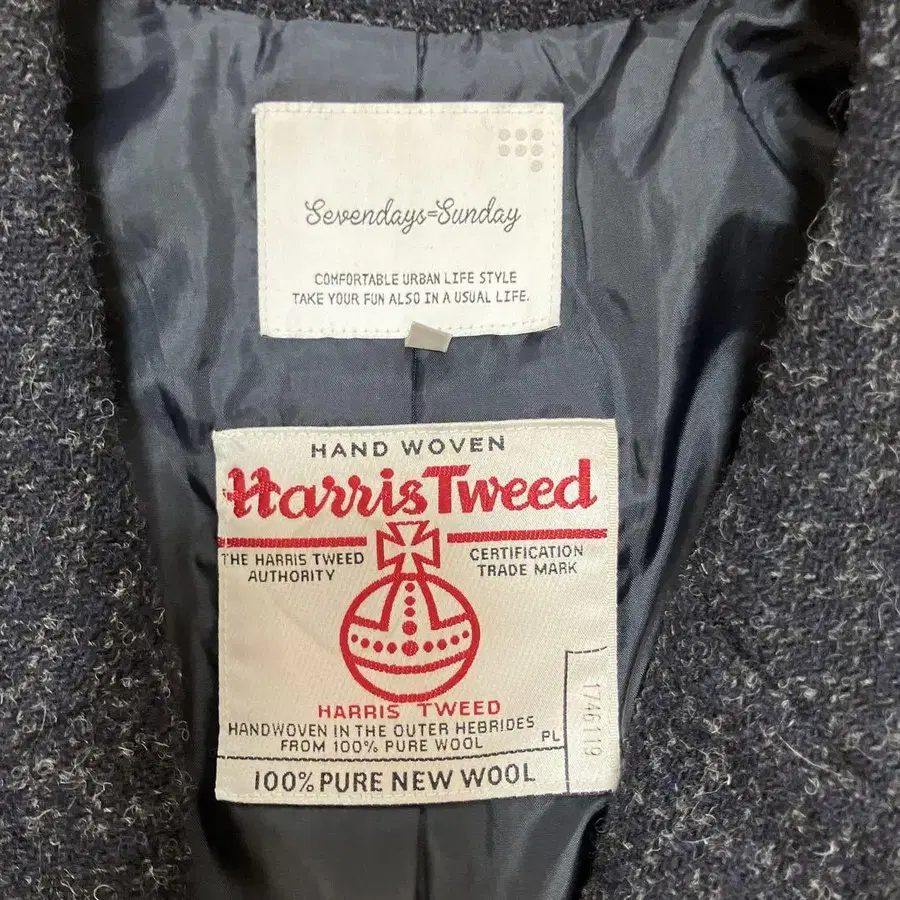 Sevendays=Sunday
COMFORTABLE URBAN LIFE STYLE
TAKE YOUR FUN ALSO IN A USUAL LIFE.
HAND WOVEN
Harris Tweed
THE HARRIS TWEED AUTHORITY
CERTIFICATION TRADE MARK
HARRIS TWEED
HANDWOVEN IN THE OUTER HEBRIDES
FROM 100% PURE WOOL
PL
1746119
100% PURE NEW WOOL